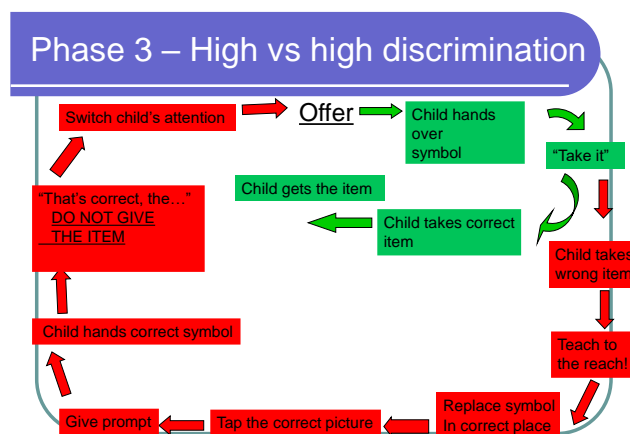 Phase 3 – High vs high discrimination
Switch child's attention
Offer
Child hands
over
symbol
"Take it"
Child gets the item
Child takes correct
item
"That's correct, the…"
DO NOT GIVE
THE ITEM
Child takes
wrong item
Child hands correct symbol
Teach to
the reach!
Replace symbol
In correct place
Tap the correct picture
Give prompt